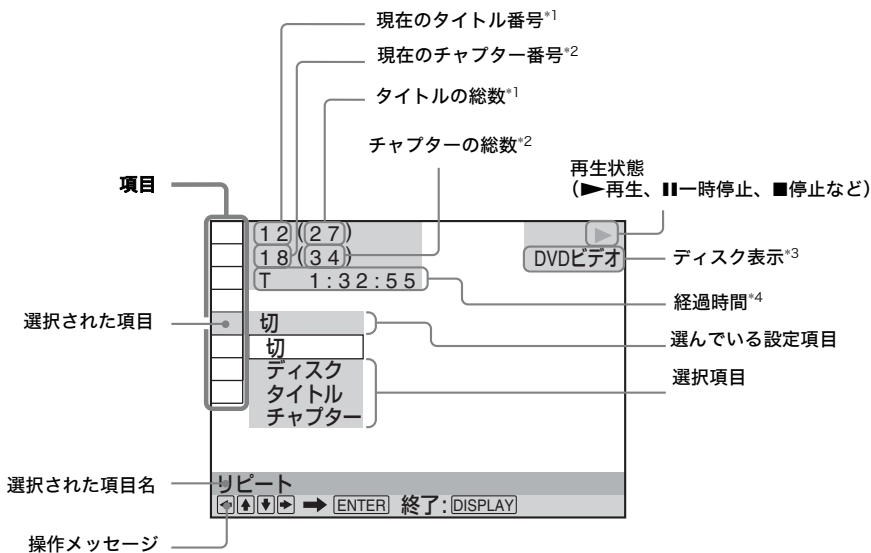 現在のタイトル番号*1
現在のチャプター番号*2
タイトルの総数*1
チャプターの総数*2
再生状態
(▶再生、❚❚一時停止、■停止など)
項目
12(27)
18(34)
DVDビデオ
ディスク表示*3
T 1:32:55
経過時間*4
選択された項目
切
選んでいる設定項目
切
ディスク
タイトル
チャプター
選択項目
選択された項目名
リピート
←↑↓→ ➡ ENTER 終了: DISPLAY
操作メッセージ